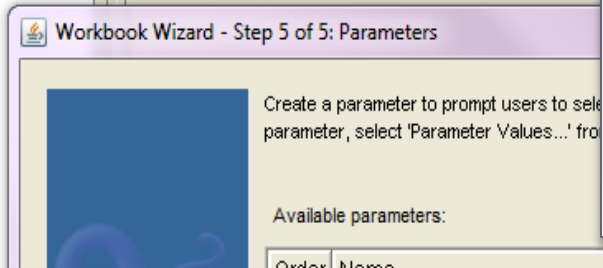 Workbook Wizard - Step 5 of 5: Parameters
Create a parameter to prompt users to sele
parameter, select 'Parameter Values...' fro
Available parameters:
Order Name